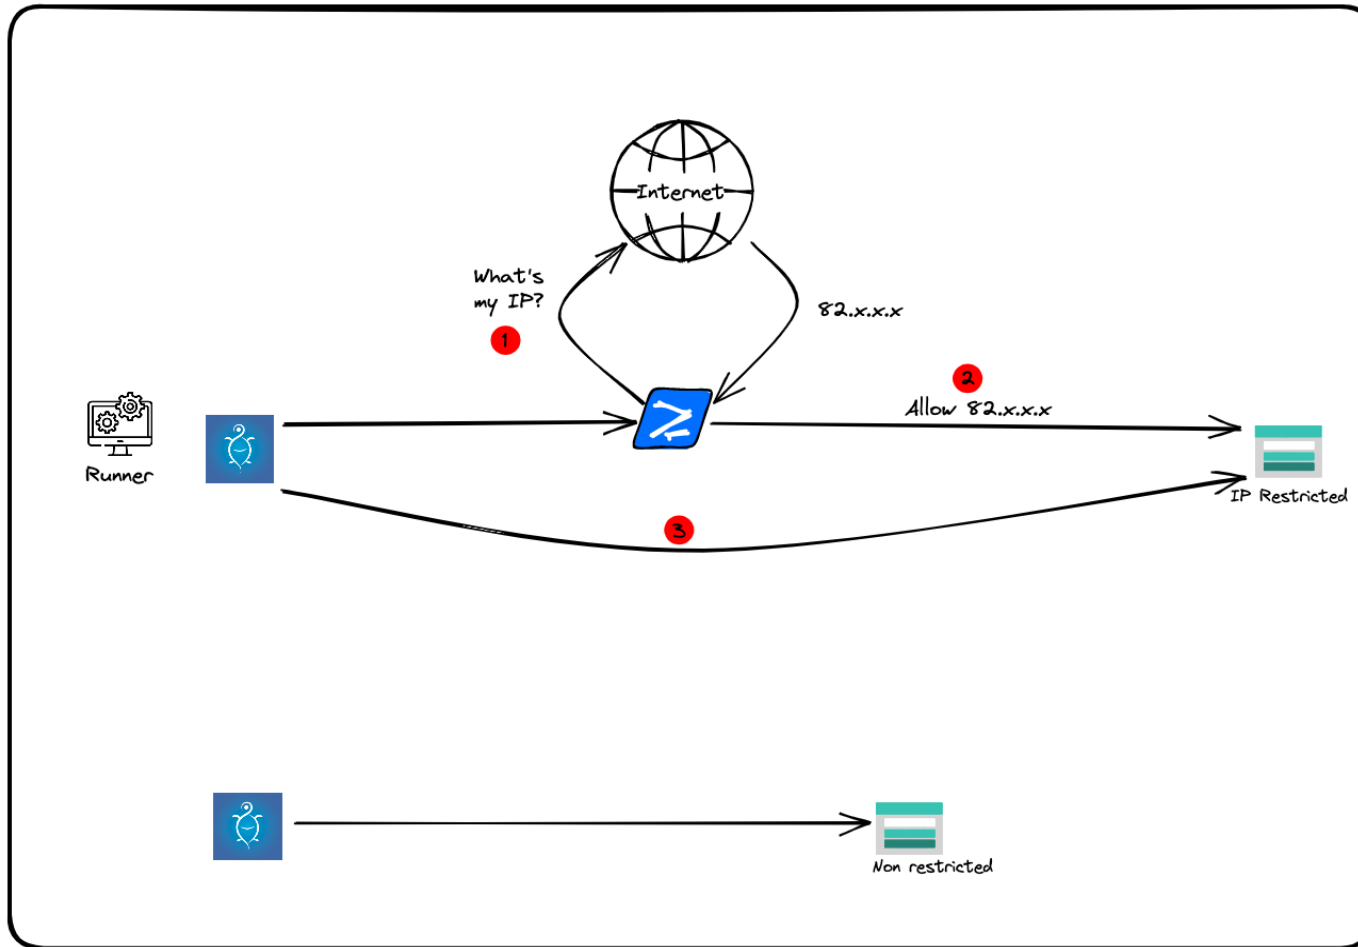 Internet
What's
my IP?
1
82.x.x.x
2
Allow 82.x.x.x
Runner
IP Restricted
3
Non restricted